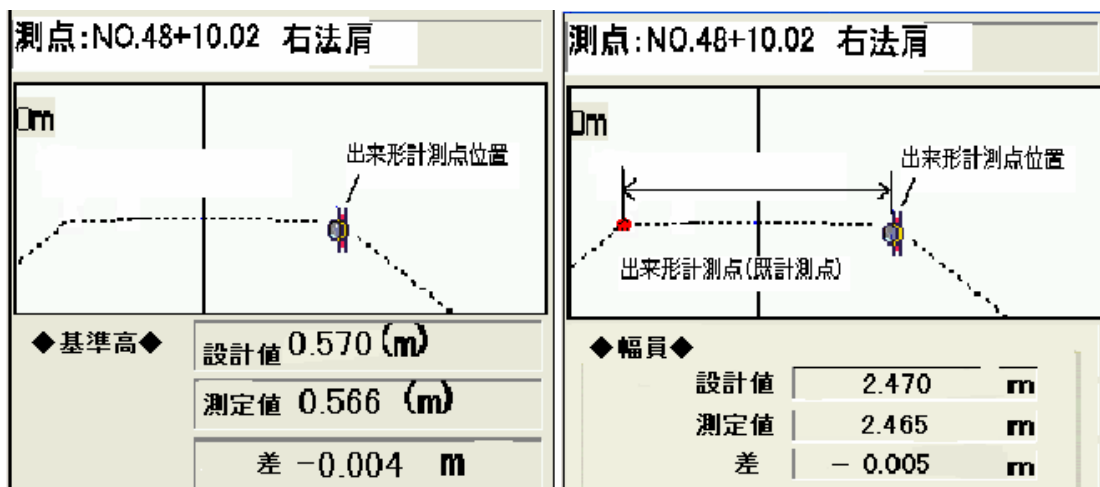 測点:NO.48+10.02 右法肩
□m
出来形計測点位置
◆基準高◆
設計値 0.570 (m)
測定値 0.566 (m)
差 -0.004 m
測点:NO.48+10.02 右法肩
□m
出来形計測点位置
出来形計測点(既計測点)
◆幅員◆
設計値 2.470 m
測定値 2.465 m
差 - 0.005 m